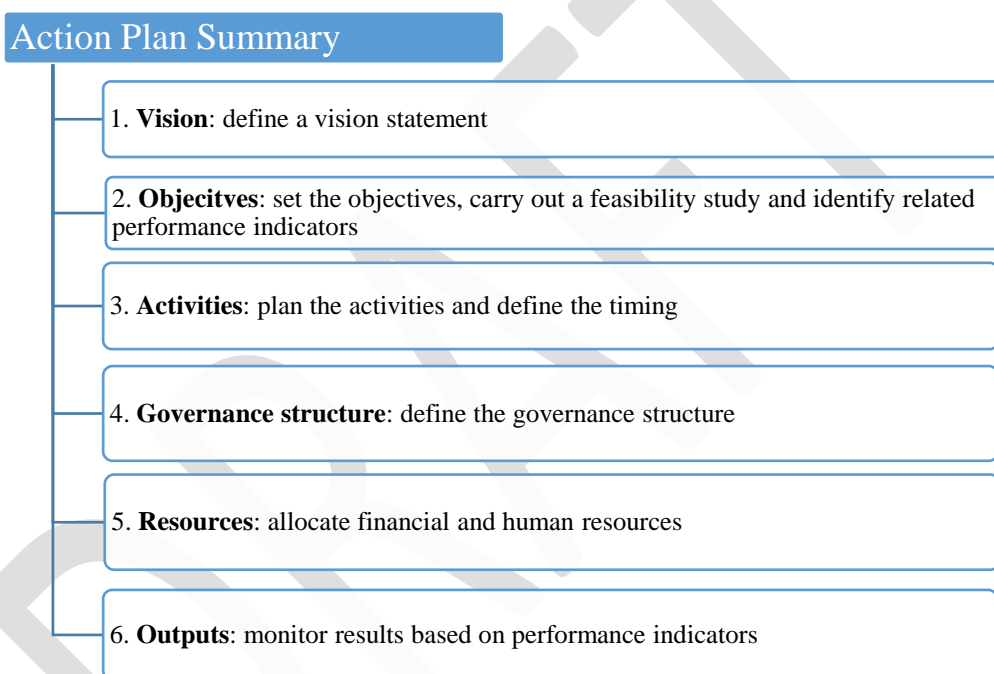 Action Plan Summary
1. Vision: define a vision statement
2. Objecitves: set the objectives, carry out a feasibility study and identify related
performance indicators
3. Activities: plan the activities and define the timing
4. Governance structure: define the governance structure
5. Resources: allocate financial and human resources
6. Outputs: monitor results based on performance indicators
DRAFT